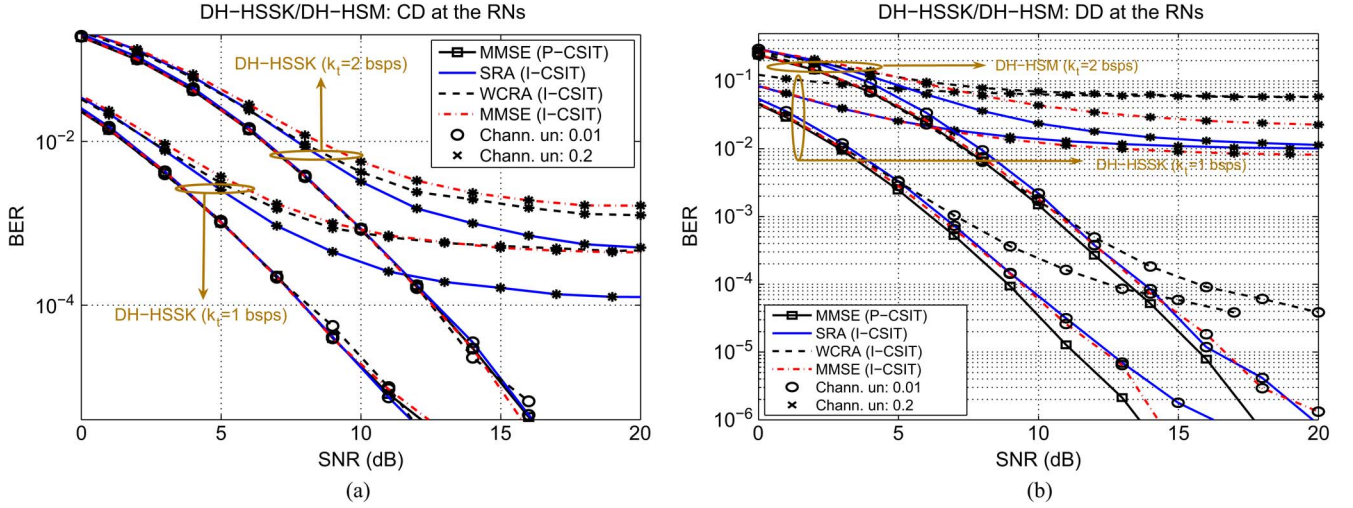 DH−HSSK/DH−HSM: CD at the RNs
DH−HSSK (kt=2 bsps)
MMSE (P−CSIT)
SRA (I−CSIT)
WCRA (I−CSIT)
MMSE (I−CSIT)
Chann. un: 0.01
Chann. un: 0.2
10−2
10−4
BER
DH−HSSK (kt=1 bsps)
0 5 10 15 20
SNR (dB)
(a)
DH−HSSK/DH−HSM: DD at the RNs
10−1
10−2
10−3
10−4
10−5
10−6
BER
DH−HSM (kt=2 bsps)
DH−HSSK (kt=1 bsps)
MMSE (P−CSIT)
SRA (I−CSIT)
WCRA (I−CSIT)
MMSE (I−CSIT)
Chann. un: 0.01
Chann. un: 0.2
0 5 10 15 20
SNR (dB)
(b)